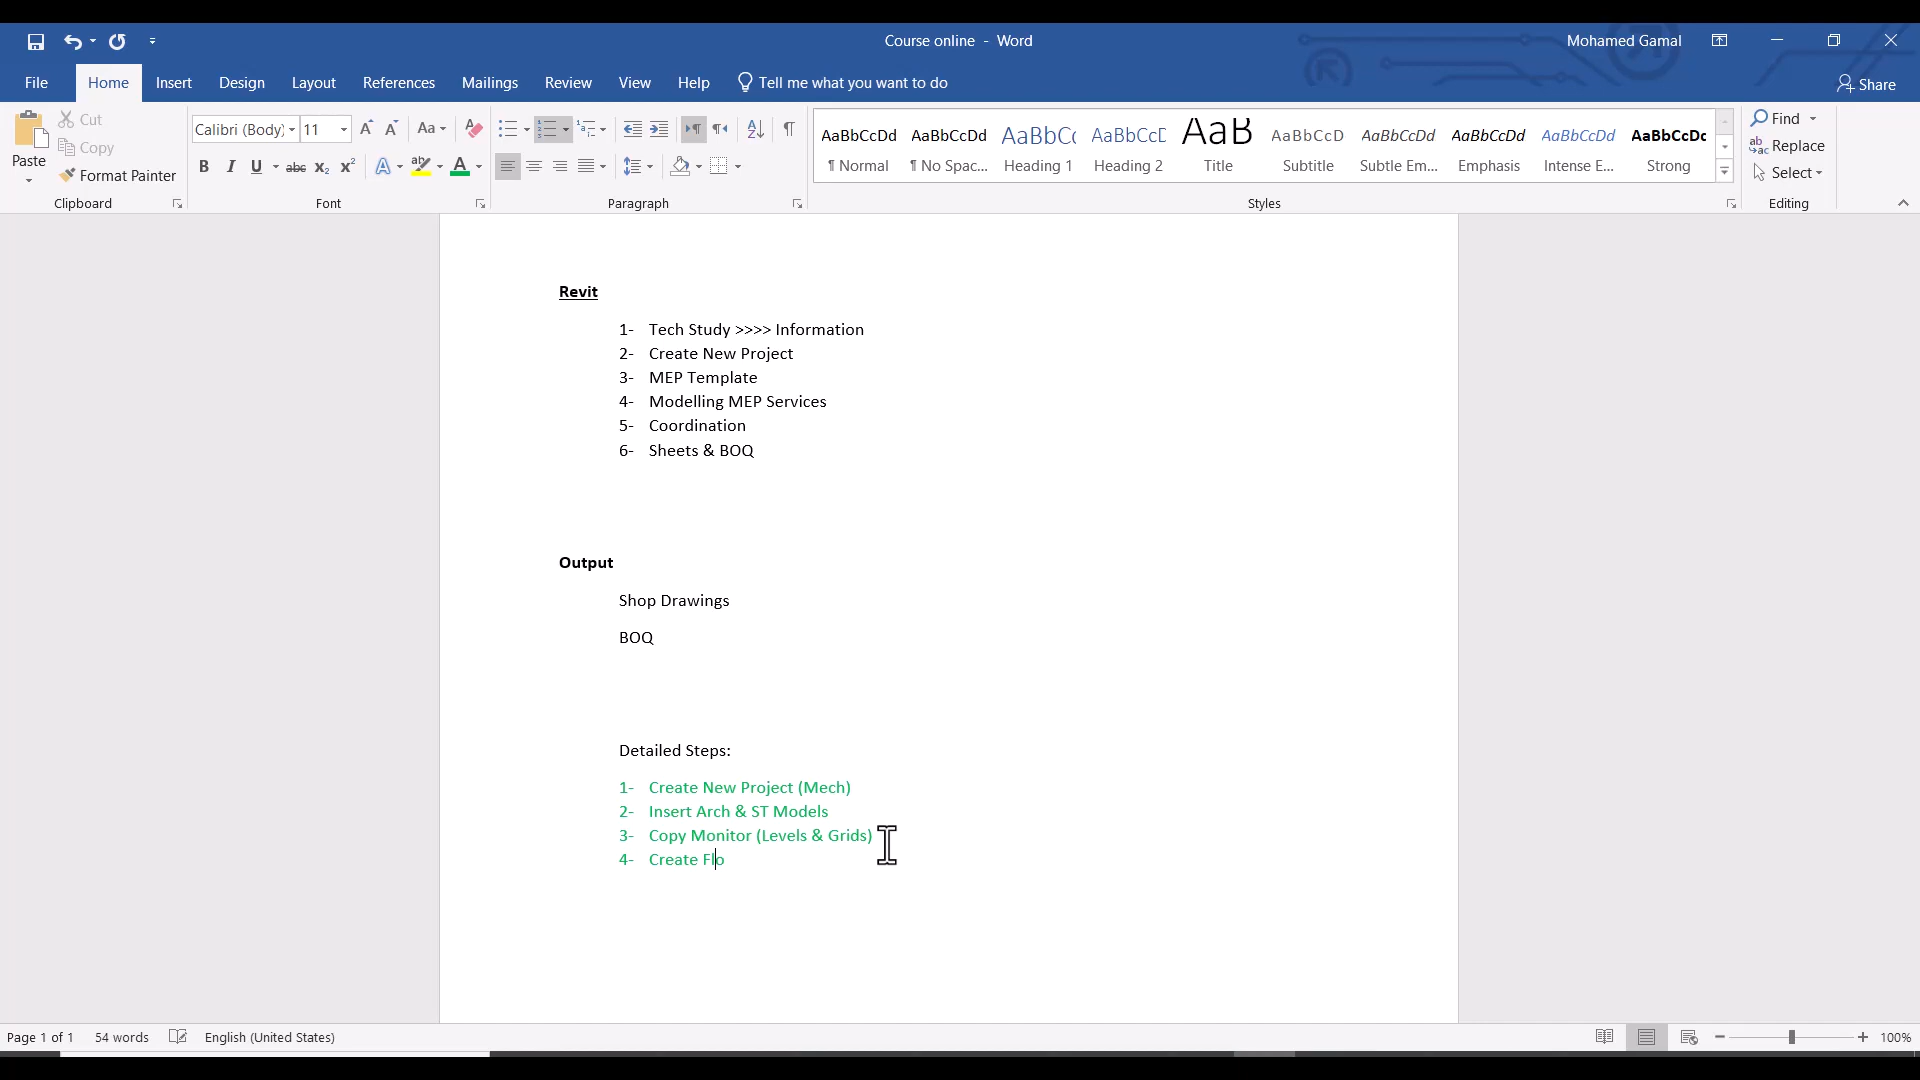 Course online - Word
Mohamed Gamal
File Home Insert Design Layout References Mailings Review View Help Tell me what you want to do Share
Paste
Cut
Copy
Format Painter
Clipboard
Calibri (Body) 11
Font
Paragraph
AaBbCcDd AaBbCcDd AaBbCc AaBbCcD AaB AaBbCcD AaBbCcDd AaBbCcDd AaBbCcDd AaBbCcDc
¶ Normal ¶ No Spac... Heading 1 Heading 2 Title Subtitle Subtle Em... Emphasis Intense E... Strong
Styles
Find
Replace
Select
Editing
Revit
1- Tech Study >>>> Information
2- Create New Project
3- MEP Template
4- Modelling MEP Services
5- Coordination
6- Sheets & BOQ
Output
Shop Drawings
BOQ
Detailed Steps:
1- Create New Project (Mech)
2- Insert Arch & ST Models
3- Copy Monitor (Levels & Grids)
4- Create Flo
Page 1 of 1 54 words English (United States) 100%